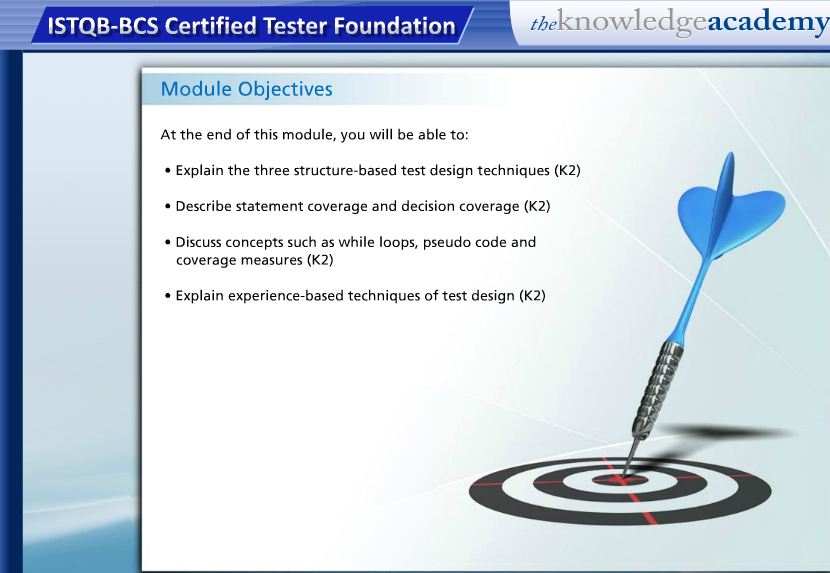 ISTQB-BCS Certified Tester Foundation
theknowledgeacademy
Module Objectives
At the end of this module, you will be able to:
• Explain the three structure-based test design techniques (K2)
• Describe statement coverage and decision coverage (K2)
• Discuss concepts such as while loops, pseudo code and
coverage measures (K2)
• Explain experience-based techniques of test design (K2)